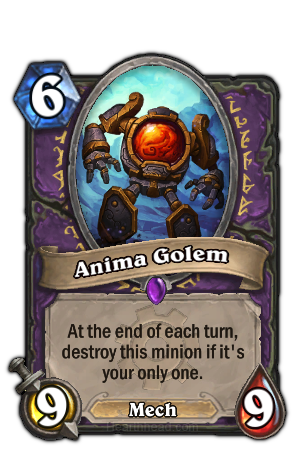 6
Anima Golem
At the end of each turn,
destroy this minion if it's
your only one.
9
Mech
9